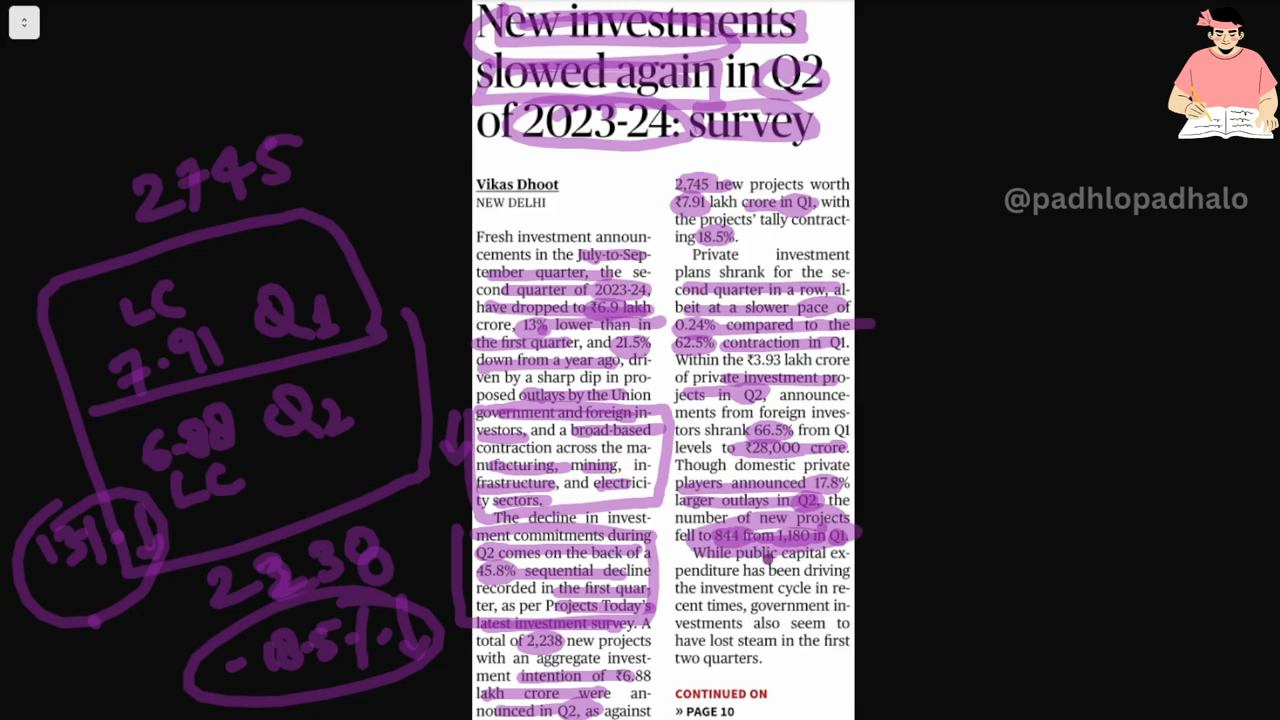 New investments
slowed again in Q2
of 2023-24: survey
Vikas Dhoot
NEW DELHI
Fresh investment announ-
cements in the July-to-Sep-
tember quarter, the se-
cond quarter of 2023-24,
have dropped to ₹6.9 lakh
crore, 13% lower than in
the first quarter, and 21.5%
down from a year ago, dri-
ven by a sharp dip in pro-
posed outlays by the Union
government and foreign in-
vestors, and a broad-based
contraction across the ma-
nufacturing, mining, in-
frastructure, and electrici-
ty sectors.
The decline in invest-
ment commitments during
Q2 comes on the back of a
45.8% sequential decline
recorded in the first quar-
ter, as per Projects Today's
latest investment survey. A
total of 2,238 new projects
with an aggregate invest-
ment intention of ₹6.88
lakh crore were an-
nounced in Q2, as against
2,745 new projects worth
₹7.91 lakh crore in Q1, with
the projects' tally contract-
ing 18.5%.
Private investment
plans shrank for the se-
cond quarter in a row, al-
beit at a slower pace of
0.24% compared to the
62.5% contraction in Q1.
Within the ₹3.93 lakh crore
of private investment pro-
jects in Q2, announce-
ments from foreign inves-
tors shrank 66.5% from Q1
levels to ₹28,000 crore.
Though domestic private
players announced 17.8%
larger outlays in Q2, the
number of new projects
fell to 844 from 1,180 in Q1.
While public capital ex-
penditure has been driving
the investment cycle in re-
cent times, government in-
vestments also seem to
have lost steam in the first
two quarters.
CONTINUED ON
» PAGE 10
2745
LC
7.91 Q1
6.88 Q2
LC
13%↓
2238
-18.5%↓
@padhlopadhalo